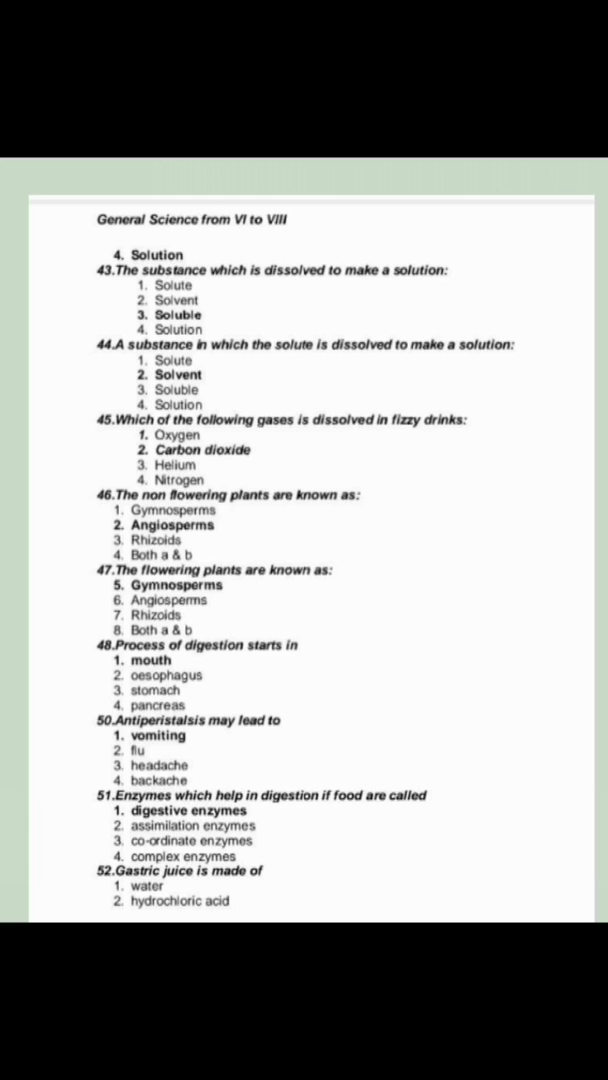 General Science from VI to VIII
4. Solution
43.The substance which is dissolved to make a solution:
1. Solute
2. Solvent
3. Soluble
4. Solution
44.A substance in which the solute is dissolved to make a solution:
1. Solute
2. Solvent
3. Soluble
4. Solution
45.Which of the following gases is dissolved in fizzy drinks:
1. Oxygen
2. Carbon dioxide
3. Helium
4. Nitrogen
46.The non flowering plants are known as:
1. Gymnosperms
2. Angiosperms
3. Rhizoids
4. Both a & b
47.The flowering plants are known as:
5. Gymnosperms
6. Angiosperms
7. Rhizoids
8. Both a & b
48.Process of digestion starts in
1. mouth
2. oesophagus
3. stomach
4. pancreas
50.Antiperistalsis may lead to
1. vomiting
2. flu
3. headache
4. backache
51.Enzymes which help in digestion if food are called
1. digestive enzymes
2. assimilation enzymes
3. co-ordinate enzymes
4. complex enzymes
52.Gastric juice is made of
1. water
2. hydrochloric acid